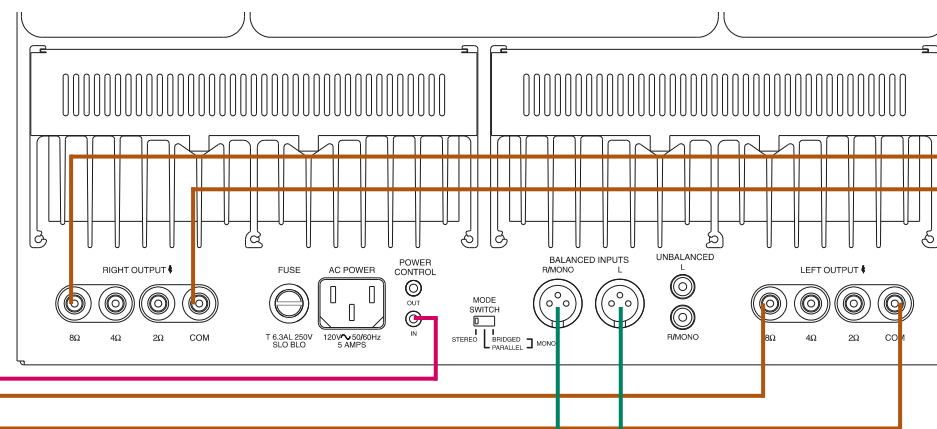 RIGHT OUTPUT
8Ω 4Ω 2Ω COM
FUSE
T 6.3AL 250V
SLO BLO
AC POWER
120V 50/60Hz
5 AMPS
POWER
CONTROL
OUT
IN
MODE
SWITCH
STEREO
BRIDGED
PARALLEL
MONO
BALANCED INPUTS
R/MONO L
UNBALANCED
L
R/MONO
LEFT OUTPUT
8Ω 4Ω 2Ω COM